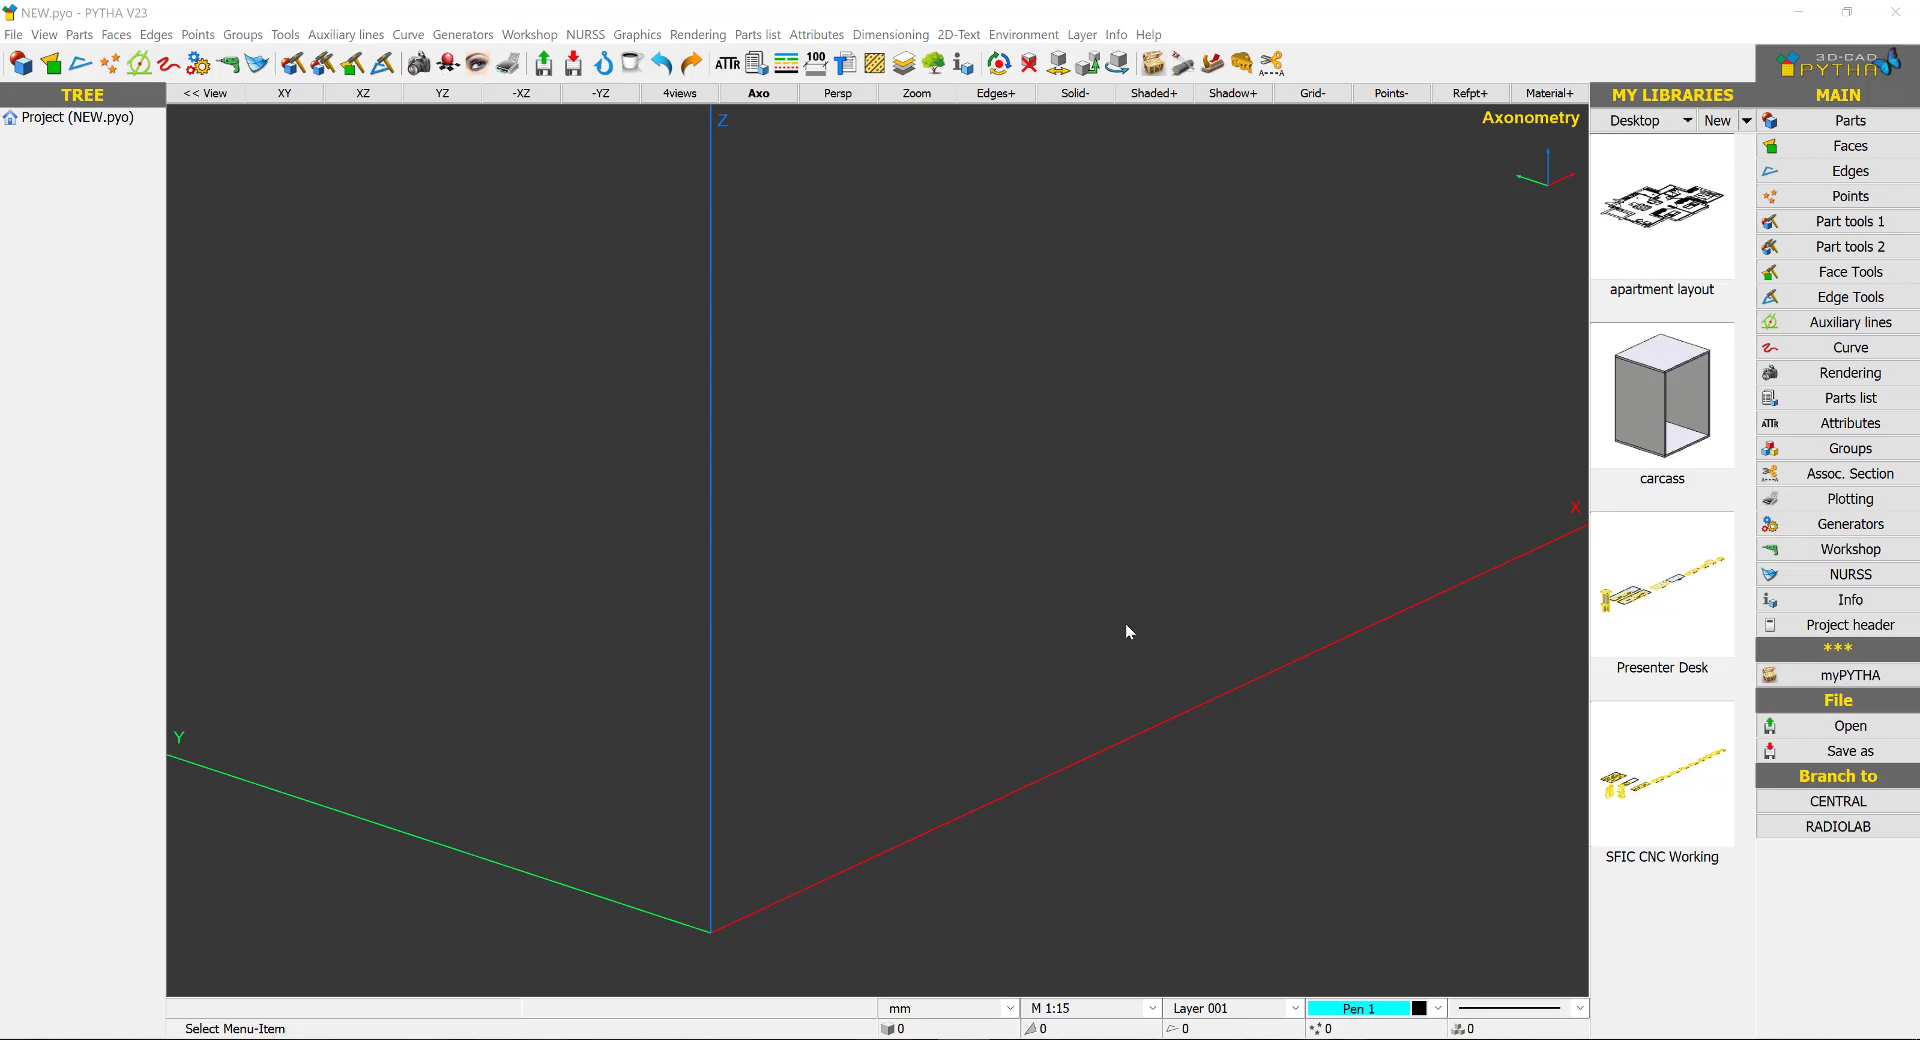 NEW.pyo - PYTHA V23
File View Parts Faces Edges Points Groups Tools Auxiliary lines Curve Generators Workshop NURSS Graphics Rendering Parts list Attributes Dimensioning 2D-Text Environment Layer Info Help
ATTR 100 A----A
3D-CAD
PYTHA
TREE
<< View XY XZ YZ -XZ -YZ 4views Axo Persp Zoom Edges+ Solid- Shaded+ Shadow+ Grid- Points- Refpt+ Material+
MY LIBRARIES
MAIN
Project (NEW.pyo)
Z
Axonometry
Desktop New
apartment layout
carcass
Presenter Desk
SFIC CNC Working
X
Y
Parts
Faces
Edges
Points
Part tools 1
Part tools 2
Face Tools
Edge Tools
Auxiliary lines
Curve
Rendering
Parts list
ATTR Attributes
Groups
A----A Assoc. Section
Plotting
Generators
Workshop
NURSS
Info
Project header
***
myPYTHA
File
Open
Save as
Branch to
CENTRAL
RADIOLAB
mm M 1:15 Layer 001 Pen 1
Select Menu-Item 0 0 0 0 0